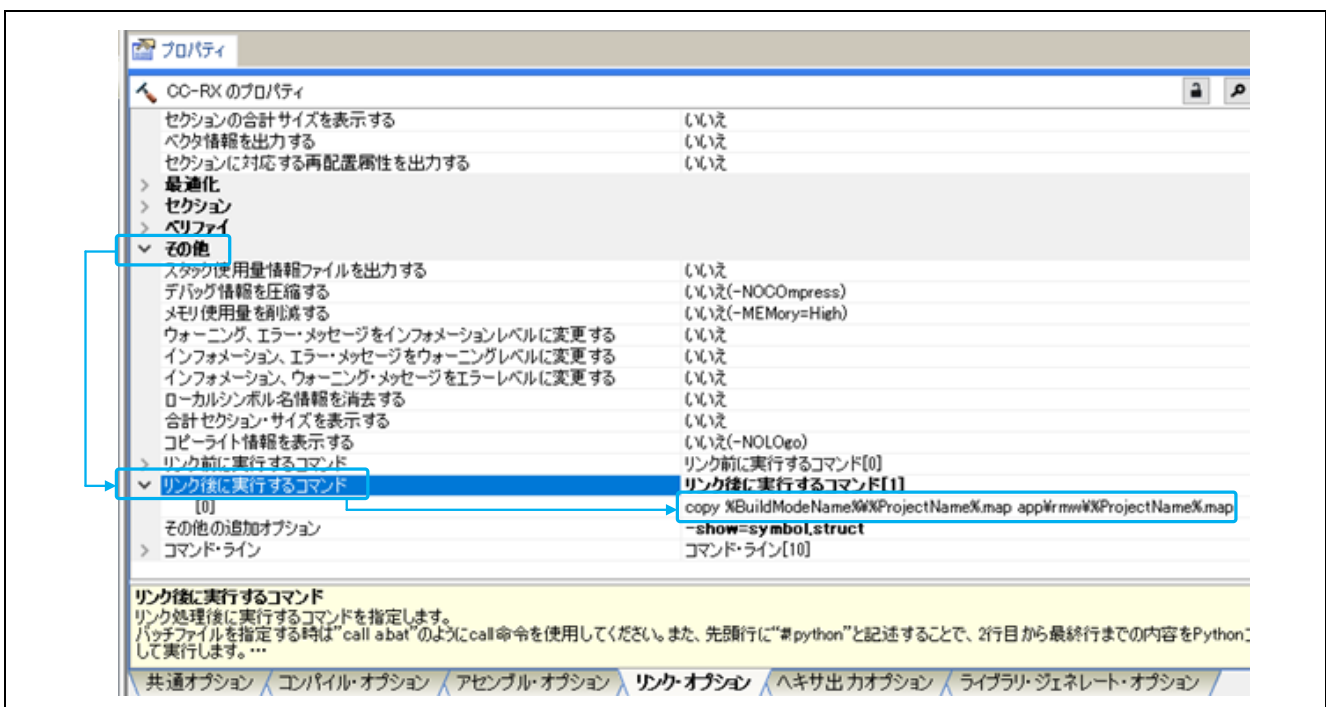 プロパティ
CC-RX のプロパティ
セクションの合計サイズを表示する いいえ
ベクタ情報を出力する いいえ
セクションに対応する再配置属性を出力する いいえ
最適化
セクション
ベリファイ
その他
スタック使用量情報ファイルを出力する いいえ
デバッグ情報を圧縮する いいえ(-NOCOmpress)
メモリ使用量を削減する いいえ(-MEMory=High)
ウォーニング、エラー・メッセージをインフォメーションレベルに変更する いいえ
インフォメーション、エラー・メッセージをウォーニングレベルに変更する いいえ
インフォメーション、ウォーニング・メッセージをエラーレベルに変更する いいえ
ローカルシンボル名情報を消去する いいえ
合計セクション・サイズを表示する いいえ
コピーライト情報を表示する いいえ(-NOLOgo)
リンク前に実行するコマンド リンク前に実行するコマンド[0]
リンク後に実行するコマンド リンク後に実行するコマンド[1]
[0] copy %BuildModeName%¥%ProjectName%.map app¥rmw¥%ProjectName%.map
その他の追加オプション -show=symbol,struct
コマンド・ライン コマンド・ライン[10]
リンク後に実行するコマンド
リンク処理後に実行するコマンドを指定します。
バッチファイルを指定する時は"call a.bat"のようにcall命令を使用してください。また、先頭行に"#python"と記述することで、2行目から最終行までの内容をPythonコ
して実行します。…
共通オプション コンパイル・オプション アセンブル・オプション リンク・オプション ヘキサ出力オプション ライブラリ・ジェネレート・オプション